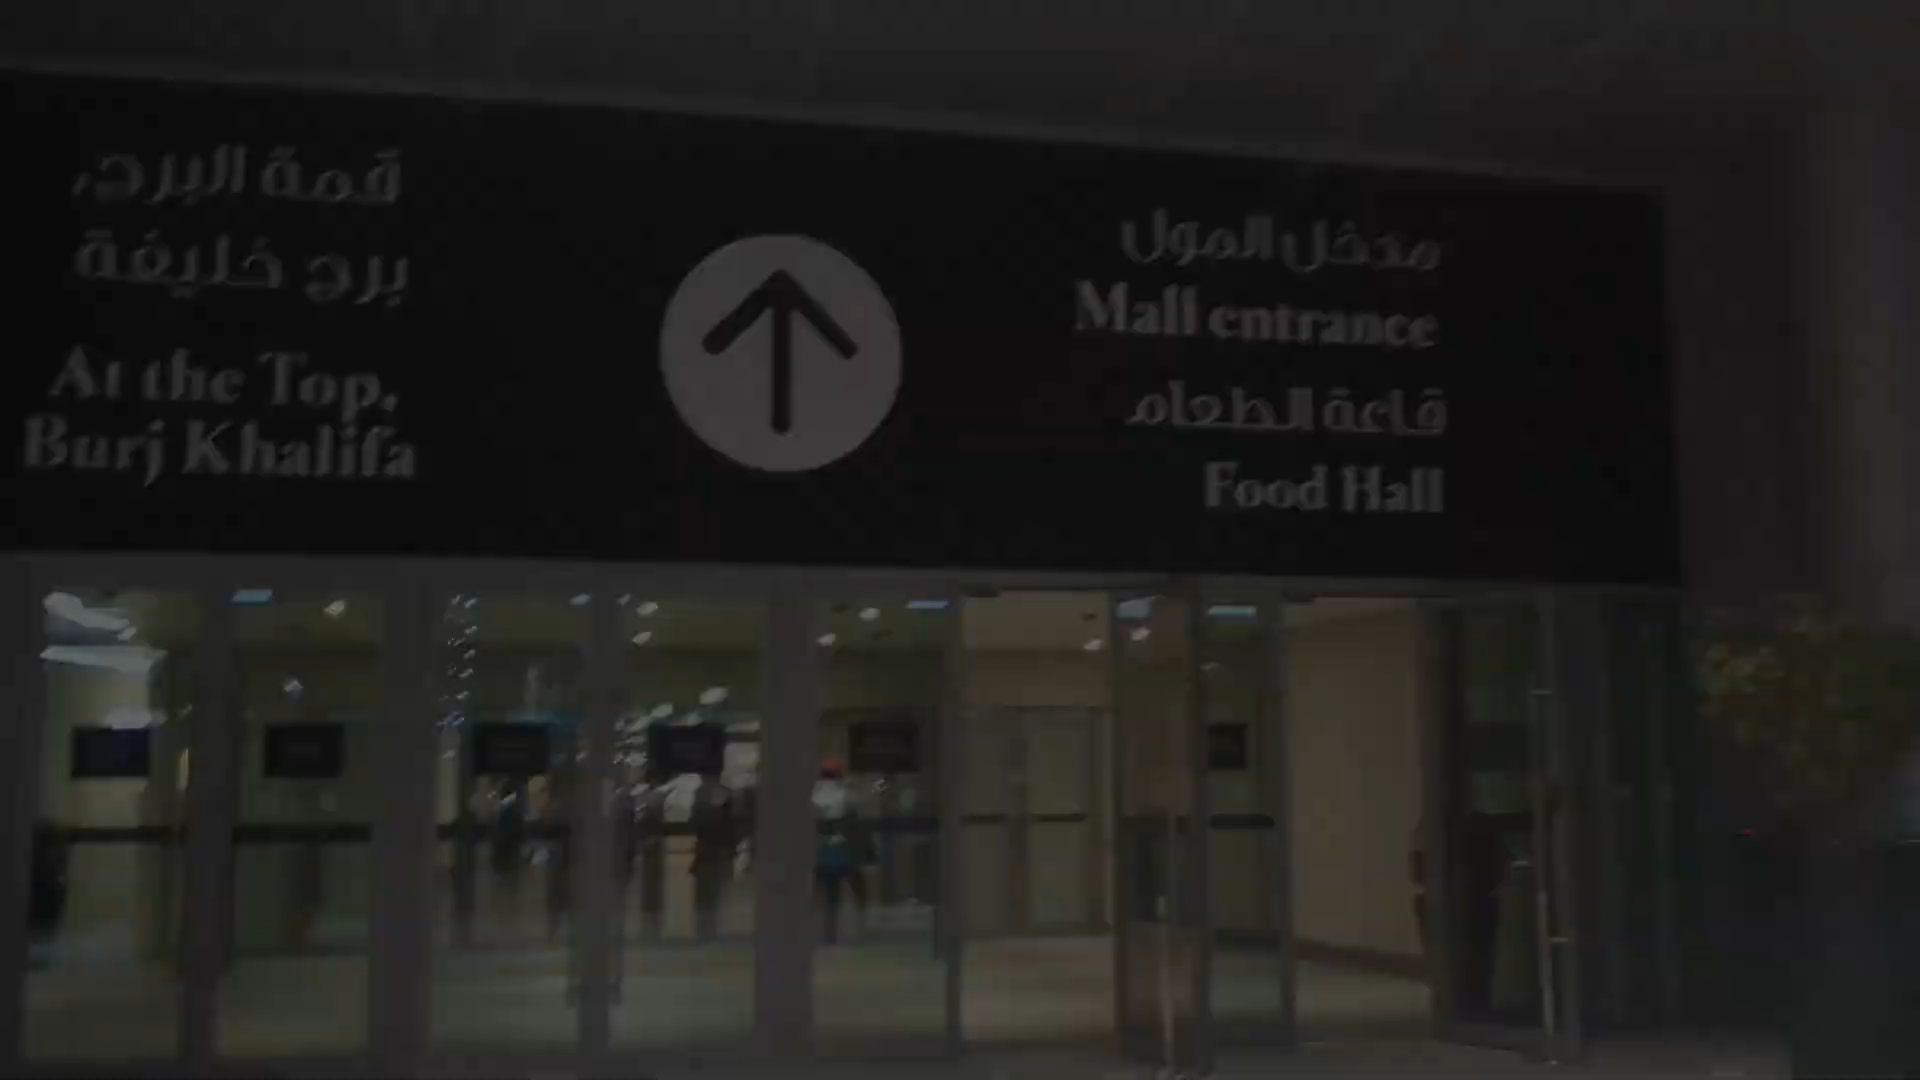 قمة البرج،
برج خليفة
At the Top,
Burj Khalifa
مدخل المول
Mall entrance
قاعة الطعام
Food Hall